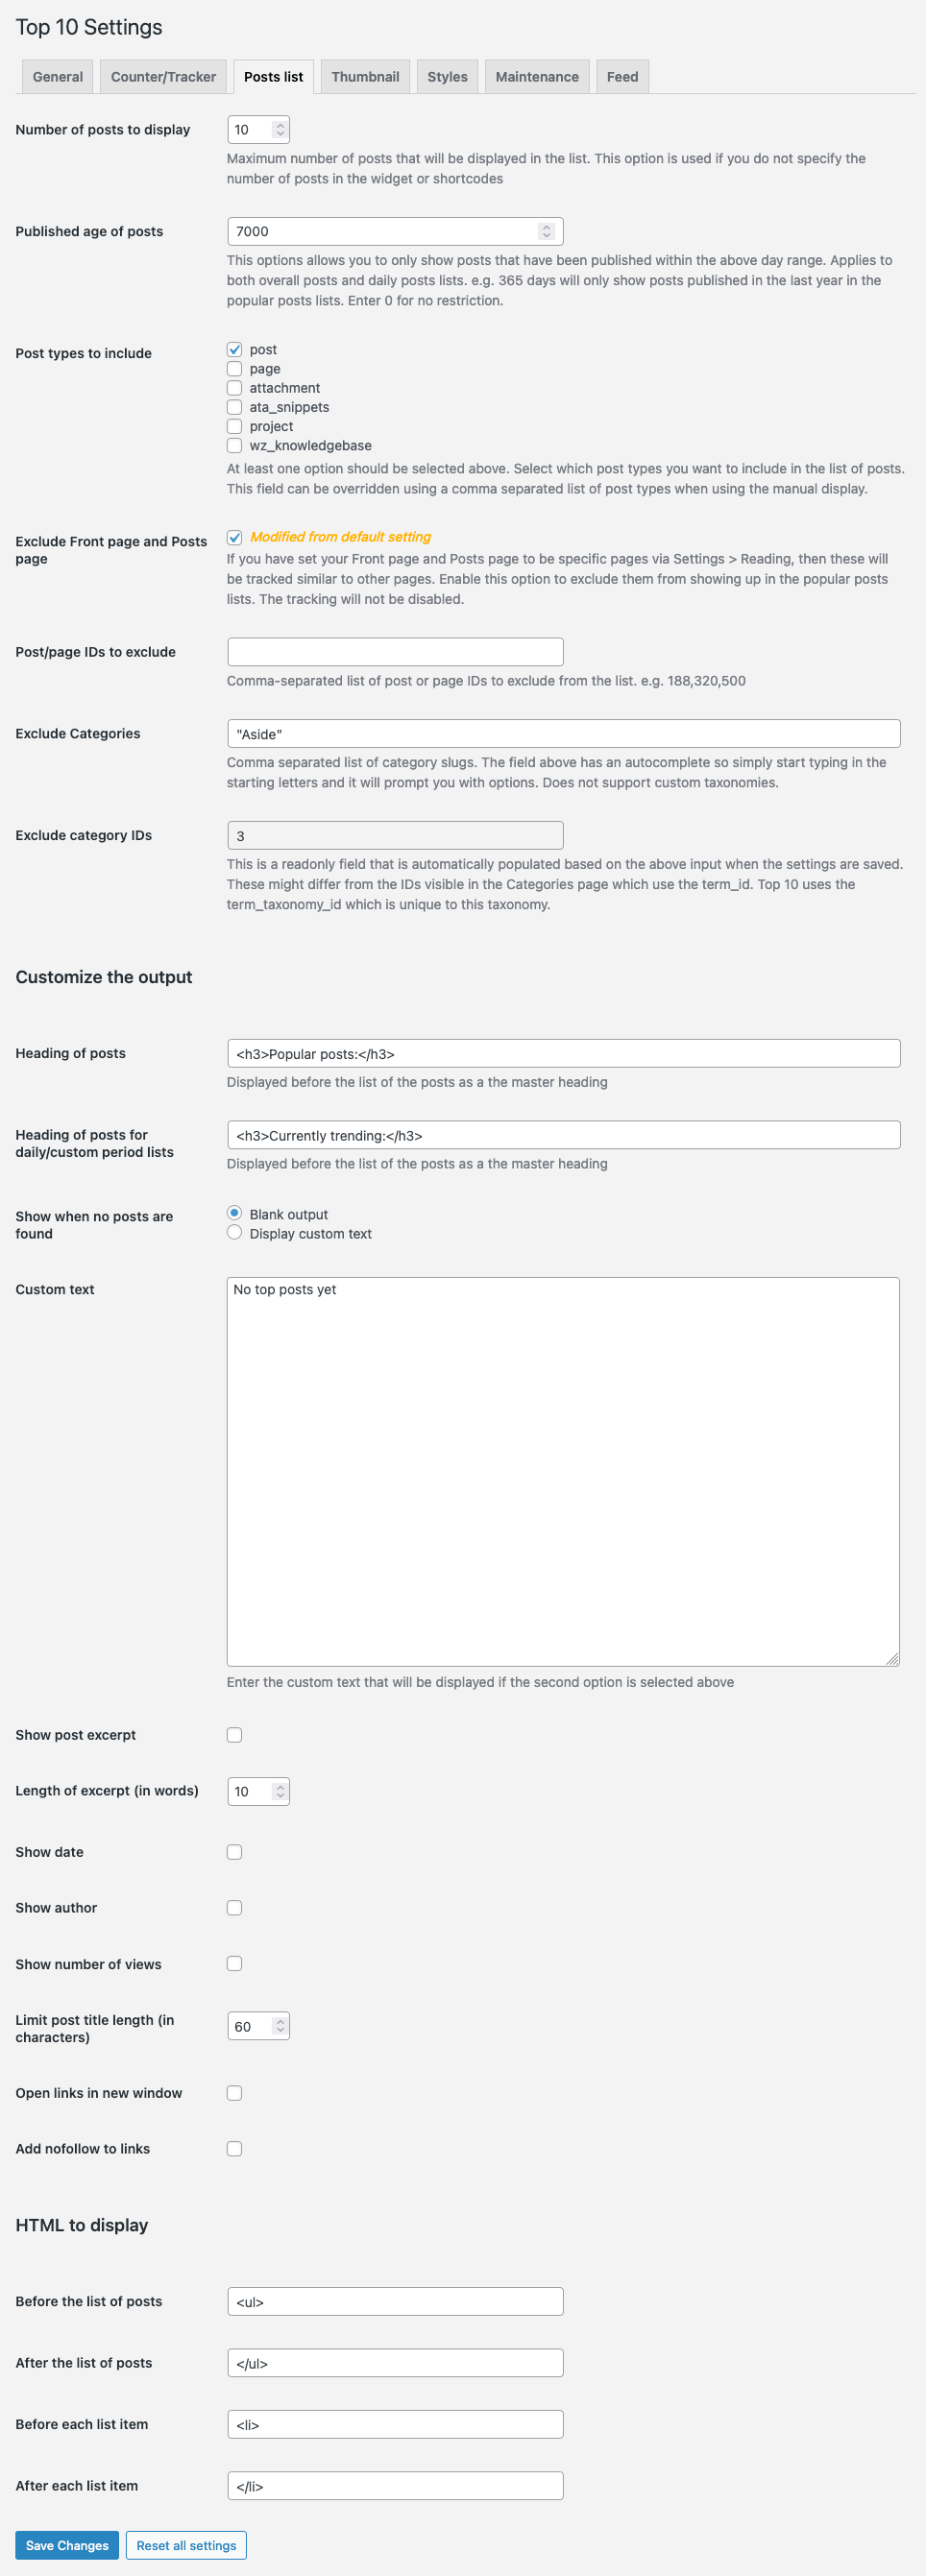 Top 10 Settings
General
Counter/Tracker
Posts list
Thumbnail
Styles
Maintenance
Feed
Number of posts to display
10
Maximum number of posts that will be displayed in the list. This option is used if you do not specify the
number of posts in the widget or shortcodes
Published age of posts
7000
This options allows you to only show posts that have been published within the above day range. Applies to
both overall posts and daily posts lists. e.g. 365 days will only show posts published in the last year in the
popular posts lists. Enter 0 for no restriction.
Post types to include
post
page
attachment
ata_snippets
project
wz_knowledgebase
At least one option should be selected above. Select which post types you want to include in the list of posts.
This field can be overridden using a comma separated list of post types when using the manual display.
Exclude Front page and Posts
page
Modified from default setting
If you have set your Front page and Posts page to be specific pages via Settings > Reading, then these will
be tracked similar to other pages. Enable this option to exclude them from showing up in the popular posts
lists. The tracking will not be disabled.
Post/page IDs to exclude
Comma-separated list of post or page IDs to exclude from the list. e.g. 188,320,500
Exclude Categories
"Aside"
Comma separated list of category slugs. The field above has an autocomplete so simply start typing in the
starting letters and it will prompt you with options. Does not support custom taxonomies.
Exclude category IDs
3
This is a readonly field that is automatically populated based on the above input when the settings are saved.
These might differ from the IDs visible in the Categories page which use the term_id. Top 10 uses the
term_taxonomy_id which is unique to this taxonomy.
Customize the output
Heading of posts
<h3>Popular posts:</h3>
Displayed before the list of the posts as a the master heading
Heading of posts for
daily/custom period lists
<h3>Currently trending:</h3>
Displayed before the list of the posts as a the master heading
Show when no posts are
found
Blank output
Display custom text
Custom text
No top posts yet
Enter the custom text that will be displayed if the second option is selected above
Show post excerpt
Length of excerpt (in words)
10
Show date
Show author
Show number of views
Limit post title length (in
characters)
60
Open links in new window
Add nofollow to links
HTML to display
Before the list of posts
<ul>
After the list of posts
</ul>
Before each list item
<li>
After each list item
</li>
Save Changes
Reset all settings